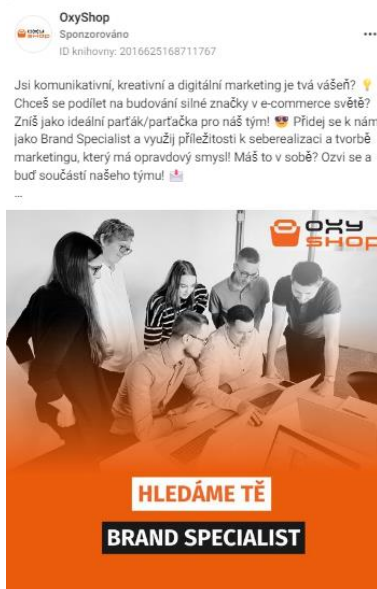 OxyShop
Sponzorováno
ID knihovny: 2016625168711767
Jsi komunikativní, kreativní a digitální marketing je tvá vášeň? 💡
Chceš se podílet na budování silné značky v e-commerce světě?
Zníš jako ideální parťák/parťačka pro náš tým! 😎 Přidej se k nám
jako Brand Specialist a využij příležitosti k seberealizaci a tvorbě
marketingu, který má opravdový smysl! Máš to v sobě? Ozvi se a
buď součástí našeho týmu! 📩
...
OXY
SHOP
HLEDÁME TĚ
BRAND SPECIALIST